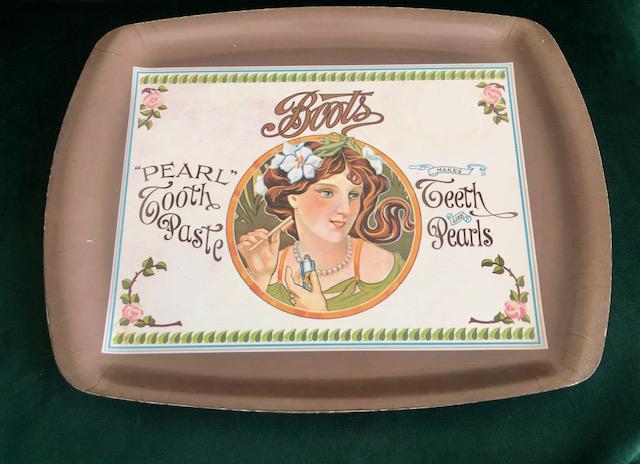 Boots
"PEARL"
Tooth
Paste
MAKES
Teeth
LIKE
Pearls